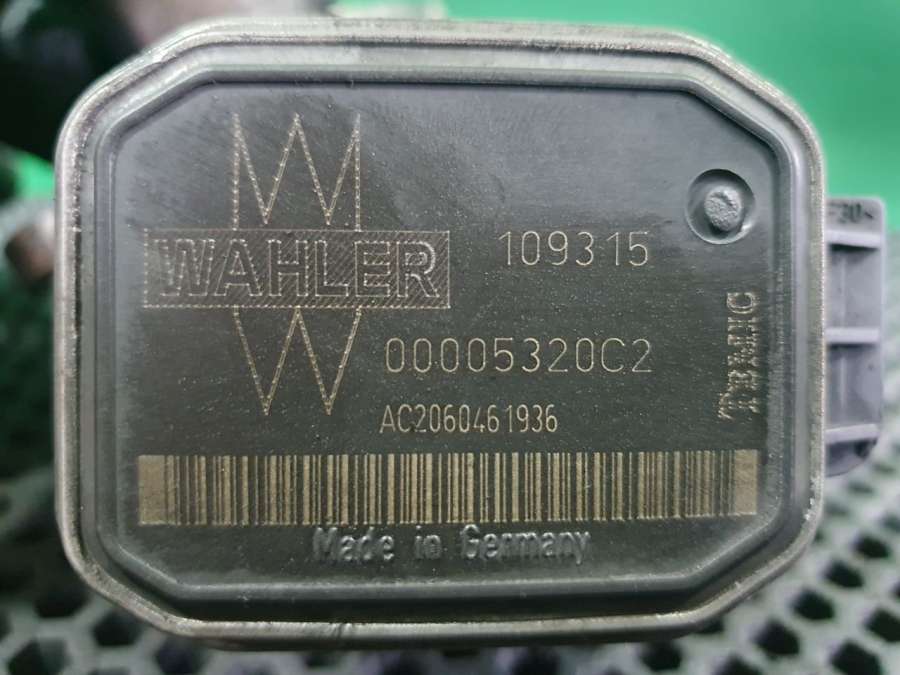 WAHLER
109315
00005320C2
AC2060461936
Made in Germany